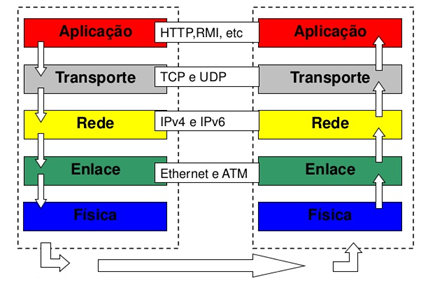 Aplicação HTTP,RMI, etc Aplicação
Transporte TCP e UDP Transporte
Rede IPv4 e IPv6 Rede
Enlace Ethernet e ATM Enlace
Física Física